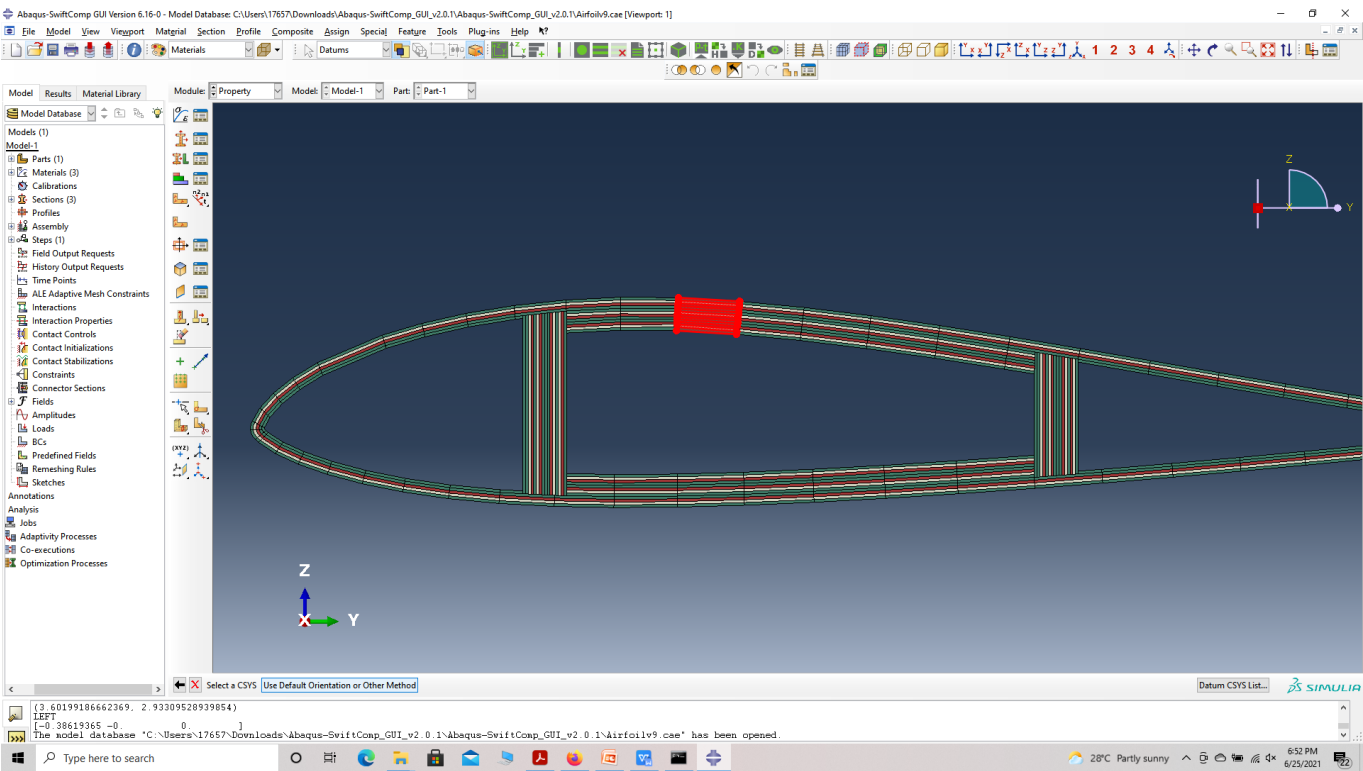 Abaqus-SwiftComp GUI Version 6.16-0 - Model Database: C:\Users\17657\Downloads\Abaqus-SwiftComp_GUI_v2.0.1\Abaqus-SwiftComp_GUI_v2.0.1\Airfoilv9.cae [Viewport: 1]
File Model View Viewport Material Section Profile Composite Assign Special Feature Tools Plug-ins Help
Materials Datums 1 2 3 4
Model Results Material Library Module: Property Model: Model-1 Part: Part-1
Model Database
Models (1)
Model-1
Parts (1)
Materials (3)
Calibrations
Sections (3)
Profiles
Assembly
Steps (1)
Field Output Requests
History Output Requests
Time Points
ALE Adaptive Mesh Constraints
Interactions
Interaction Properties
Contact Controls
Contact Initializations
Contact Stabilizations
Constraints
Connector Sections
Fields
Amplitudes
Loads
BCs
Predefined Fields
Remeshing Rules
Sketches
Annotations
Analysis
Jobs
Adaptivity Processes
Co-executions
Optimization Processes
Z
X Y
Z
X Y
Select a CSYS Use Default Orientation or Other Method Datum CSYS List... SIMULIA
(3.60199186662369, 2.93309528939854)
LEFT
[-0.38619365 -0. 0. ]
The model database "C:\Users\17657\Downloads\Abaqus-SwiftComp_GUI_v2.0.1\Abaqus-SwiftComp_GUI_v2.0.1\Airfoilv9.cae" has been opened.
Type here to search 28°C Partly sunny 6:52 PM
6/25/2021 22